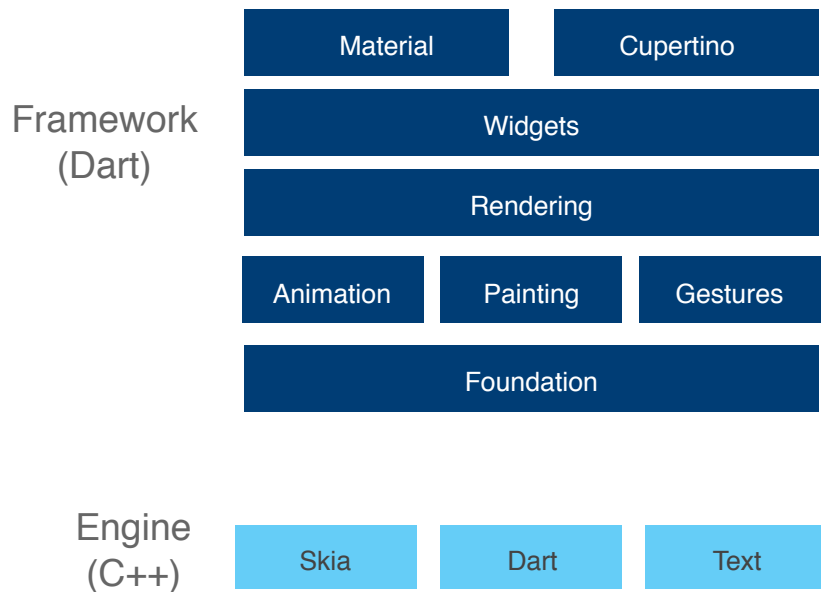 Material
Cupertino
Framework
(Dart)
Widgets
Rendering
Animation
Painting
Gestures
Foundation
Engine
(C++)
Skia
Dart
Text